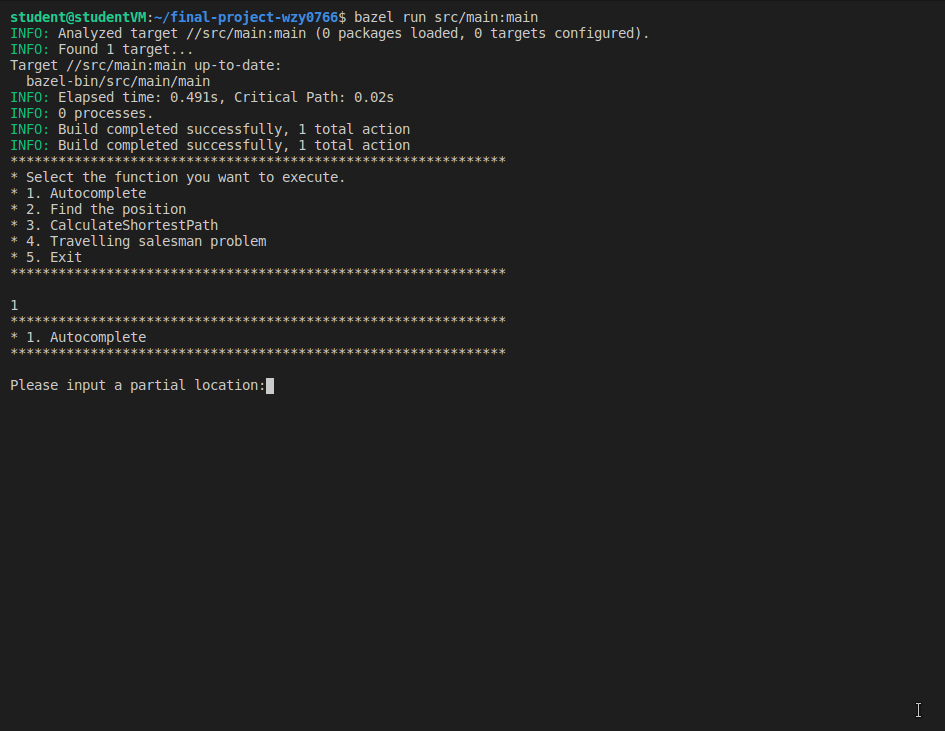 student@studentVM:~/final-project-wzy0766$ bazel run src/main:main
INFO: Analyzed target //src/main:main (0 packages loaded, 0 targets configured).
INFO: Found 1 target...
Target //src/main:main up-to-date:
  bazel-bin/src/main/main
INFO: Elapsed time: 0.491s, Critical Path: 0.02s
INFO: 0 processes.
INFO: Build completed successfully, 1 total action
INFO: Build completed successfully, 1 total action
**************************************************************
* Select the function you want to execute.
* 1. Autocomplete
* 2. Find the position
* 3. CalculateShortestPath
* 4. Travelling salesman problem
* 5. Exit
**************************************************************
1
**************************************************************
* 1. Autocomplete
**************************************************************
Please input a partial location: